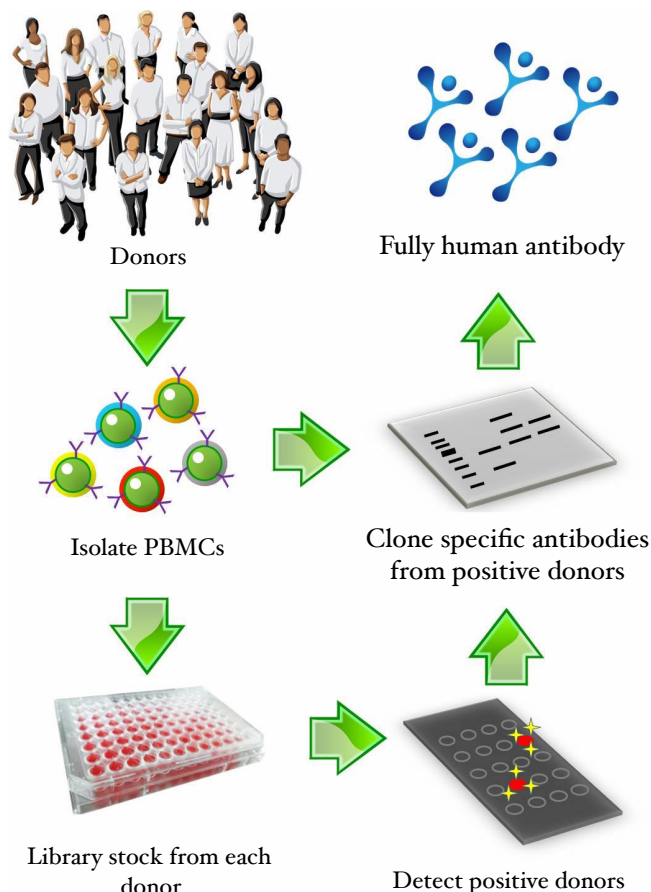 Donors
Fully human antibody
Isolate PBMCs
Clone specific antibodies
from positive donors
Library stock from each
donor
Detect positive donors